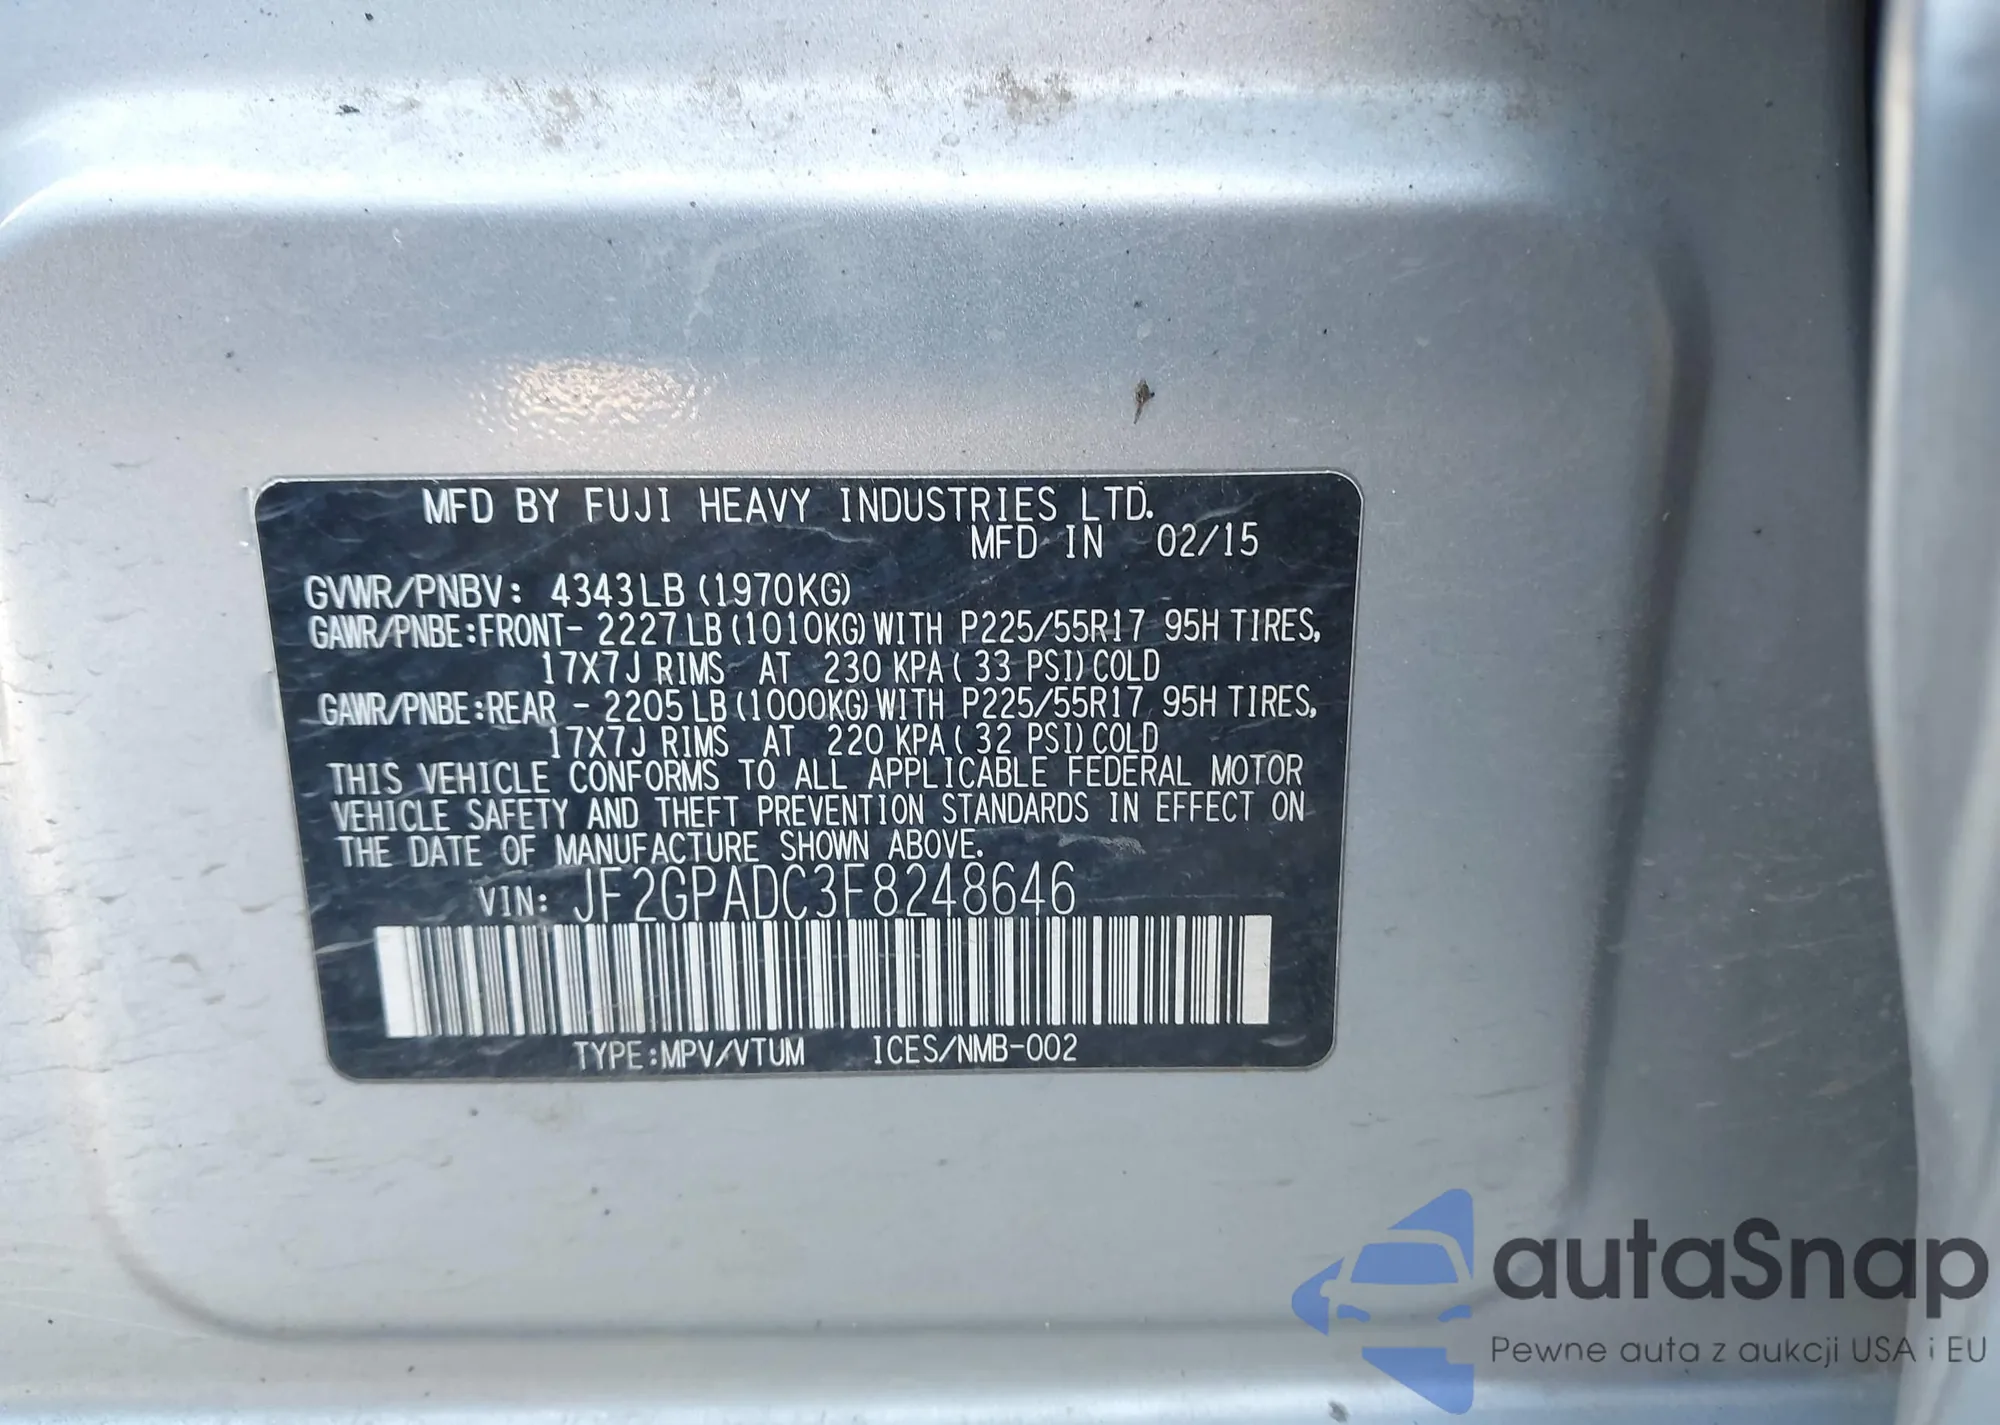 MFD BY FUJI HEAVY INDUSTRIES LTD.
MFD IN 02/15
GVWR/PNBV: 4343LB (1970KG)
GAWR/PNBE:FRONT- 2227LB(1010KG)WITH P225/55R17 95H TIRES,
17X7J RIMS AT 230 KPA( 33 PSI)COLD
GAWR/PNBE:REAR - 2205LB(1000KG)WITH P225/55R17 95H TIRES,
17X7J RIMS AT 220 KPA( 32 PSI)COLD
THIS VEHICLE CONFORMS TO ALL APPLICABLE FEDERAL MOTOR
VEHICLE SAFETY AND THEFT PREVENTION STANDARDS IN EFFECT ON
THE DATE OF MANUFACTURE SHOWN ABOVE.
VIN: JF2GPADC3F8248646
TYPE:MPV/VTUM ICES/NMB-002
autaSnap
Pewne auta z aukcji USA i EU